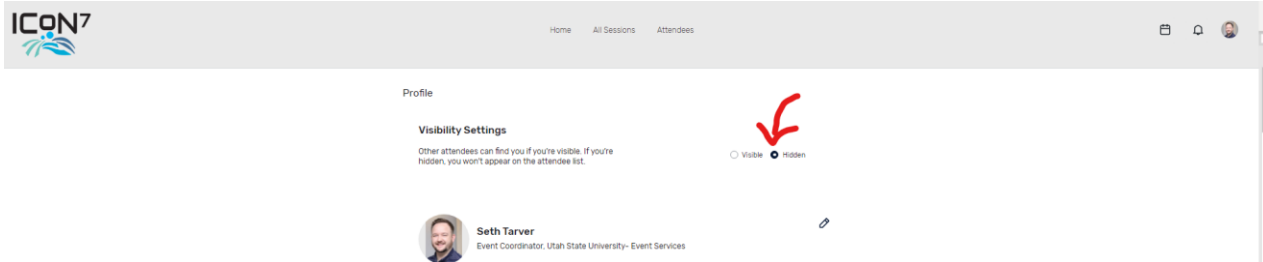 ICON7
Home All Sessions Attendees
Profile
Visibility Settings
Other attendees can find you if you're visible. If you're
hidden, you won't appear on the attendee list.
Visible Hidden
Seth Tarver
Event Coordinator, Utah State University- Event Services